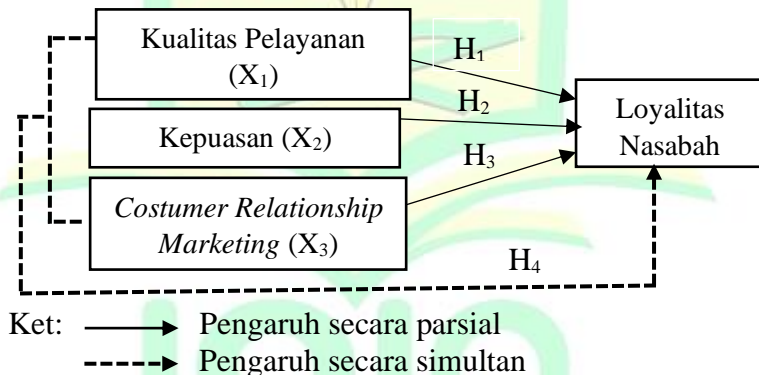 Kualitas Pelayanan
(X₁)
H₁
Kepuasan (X₂)
H₂
Costumer Relationship
Marketing (X₃)
H₃
Loyalitas
Nasabah
H₄
Ket:
Pengaruh secara parsial
Pengaruh secara simultan